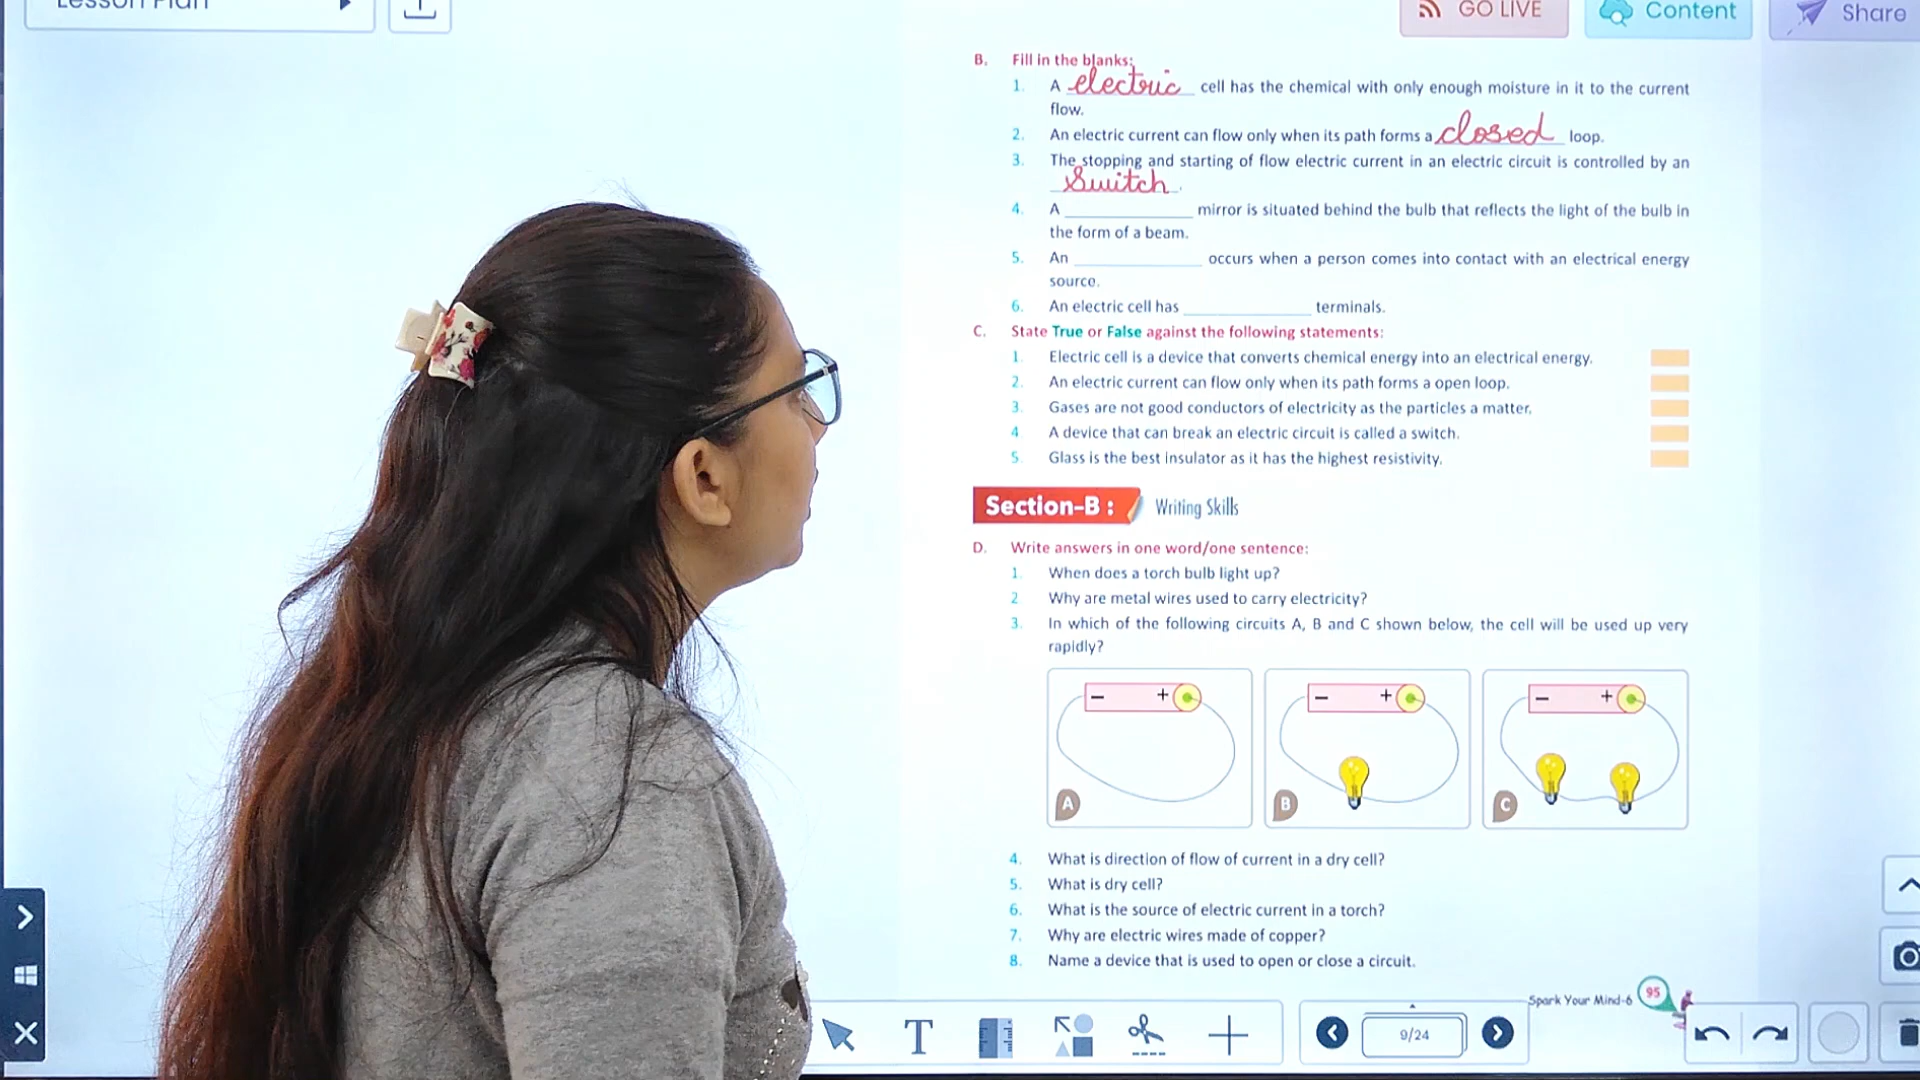 Lesson Plan
GO LIVE
Content
Share
B. Fill in the blanks:
1. A electric cell has the chemical with only enough moisture in it to the current
flow.
2. An electric current can flow only when its path forms a closed loop.
3. The stopping and starting of flow electric current in an electric circuit is controlled by an
Switch.
4. A ____________ mirror is situated behind the bulb that reflects the light of the bulb in
the form of a beam.
5. An ____________ occurs when a person comes into contact with an electrical energy
source.
6. An electric cell has ____________ terminals.
C. State True or False against the following statements:
1. Electric cell is a device that converts chemical energy into an electrical energy.
2. An electric current can flow only when its path forms a open loop.
3. Gases are not good conductors of electricity as the particles a matter.
4 A device that can break an electric circuit is called a switch.
5. Glass is the best insulator as it has the highest resistivity.
Section-B : Writing Skills
D. Write answers in one word/one sentence:
1. When does a torch bulb light up?
2 Why are metal wires used to carry electricity?
3. In which of the following circuits A, B and C shown below, the cell will be used up very
rapidly?
− + − + − +
A B C
4. What is direction of flow of current in a dry cell?
5. What is dry cell?
6. What is the source of electric current in a torch?
7. Why are electric wires made of copper?
8. Name a device that is used to open or close a circuit.
Spark Your Mind-6 95
T
9/24